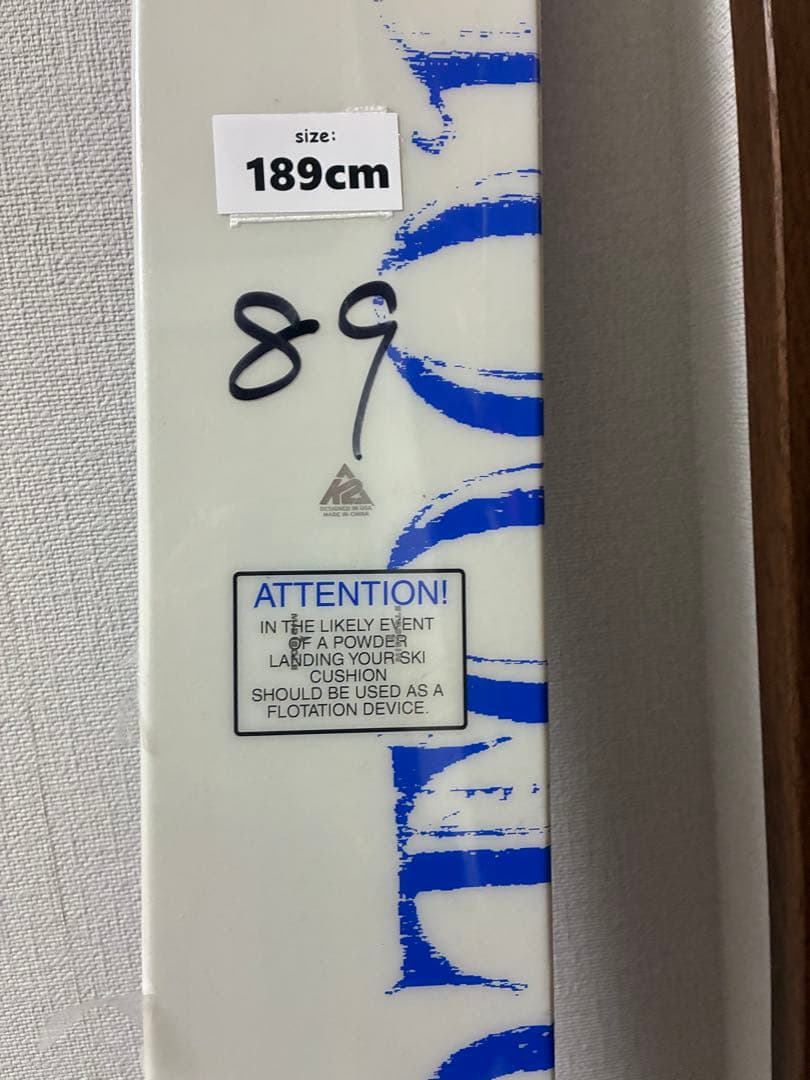 size:
189cm
89
K2
DESIGNED IN USA
MADE IN CHINA
ATTENTION!
IN THE LIKELY EVENT
OF A POWDER
LANDING YOUR SKI
CUSHION
SHOULD BE USED AS A
FLOTATION DEVICE.